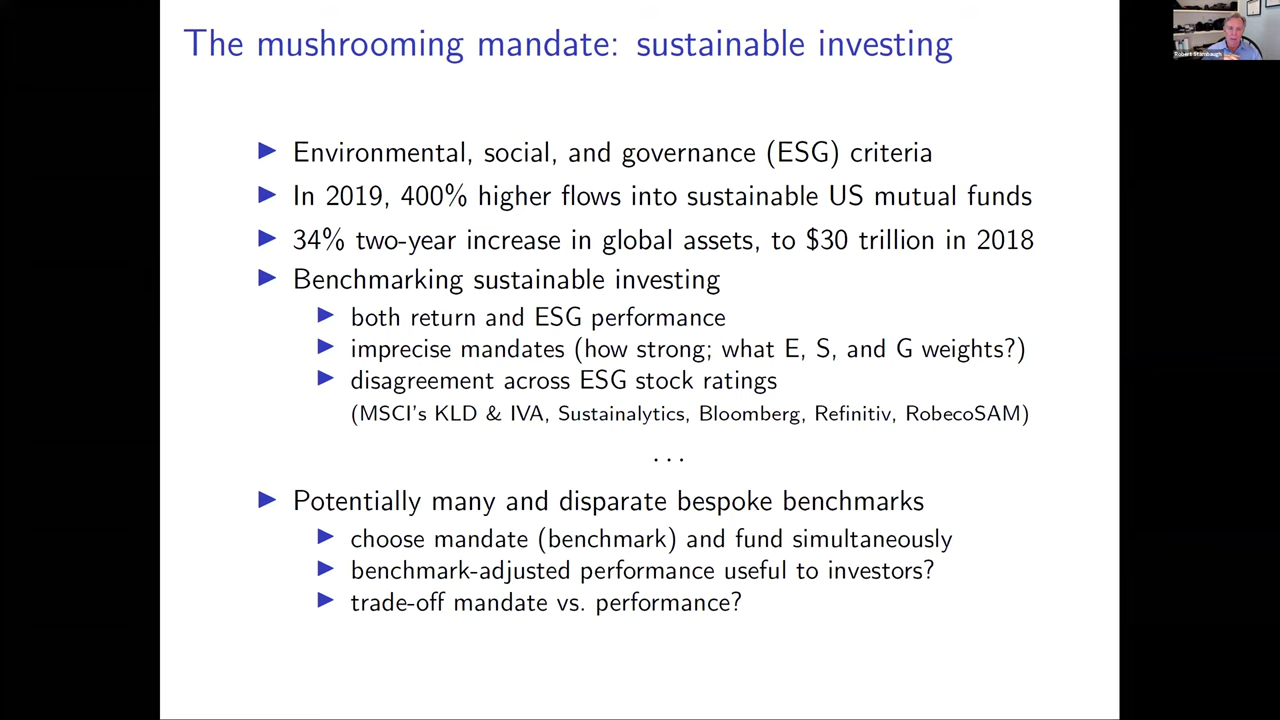 The mushrooming mandate: sustainable investing
Robert Stambaugh
▶ Environmental, social, and governance (ESG) criteria
▶ In 2019, 400% higher flows into sustainable US mutual funds
▶ 34% two-year increase in global assets, to $30 trillion in 2018
▶ Benchmarking sustainable investing
▶ both return and ESG performance
▶ imprecise mandates (how strong; what E, S, and G weights?)
▶ disagreement across ESG stock ratings
(MSCI's KLD & IVA, Sustainalytics, Bloomberg, Refinitiv, RobecoSAM)
...
▶ Potentially many and disparate bespoke benchmarks
▶ choose mandate (benchmark) and fund simultaneously
▶ benchmark-adjusted performance useful to investors?
▶ trade-off mandate vs. performance?